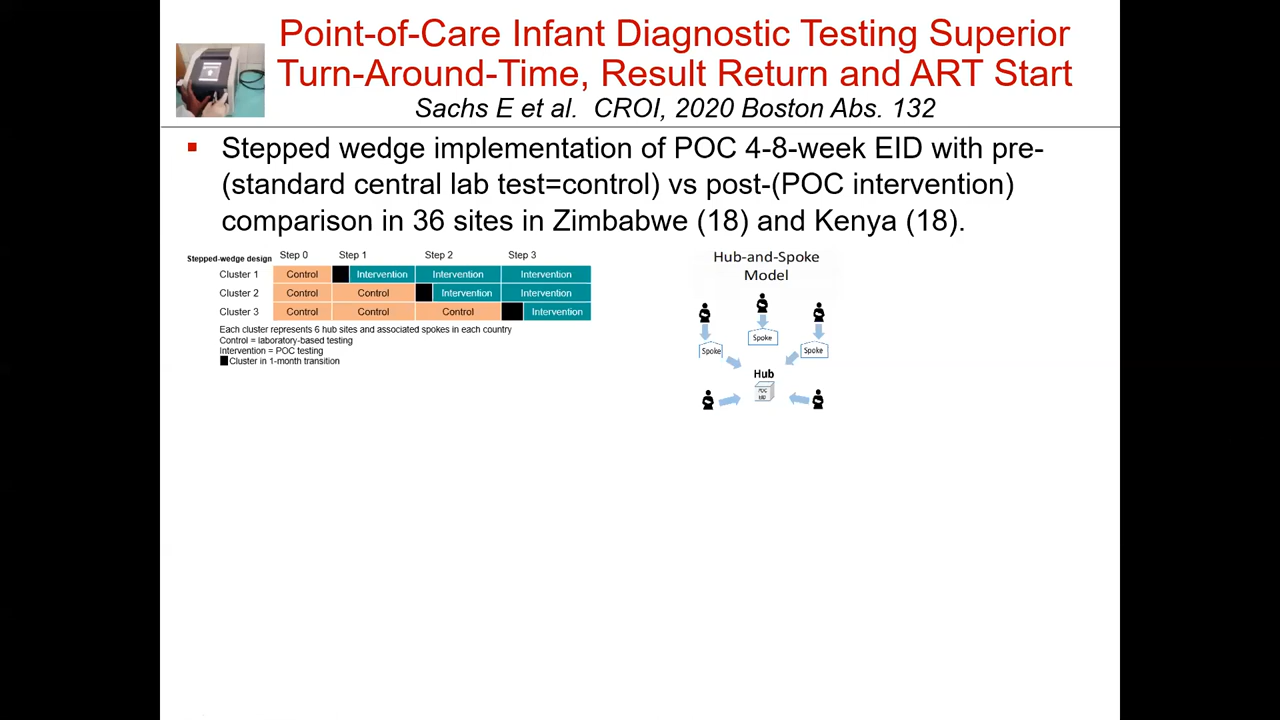 Point-of-Care Infant Diagnostic Testing Superior
Turn-Around-Time, Result Return and ART Start
Sachs E et al. CROI, 2020 Boston Abs. 132
▪ Stepped wedge implementation of POC 4-8-week EID with pre-
(standard central lab test=control) vs post-(POC intervention)
comparison in 36 sites in Zimbabwe (18) and Kenya (18).
Stepped-wedge design Step 0 Step 1 Step 2 Step 3
Cluster 1 Control Intervention Intervention Intervention
Cluster 2 Control Control Intervention Intervention
Cluster 3 Control Control Control Intervention
Each cluster represents 6 hub sites and associated spokes in each country
Control = laboratory-based testing
Intervention = POC testing
Cluster in 1-month transition
Hub-and-Spoke
Model
Spoke
Spoke
Spoke
Hub
POC
EID